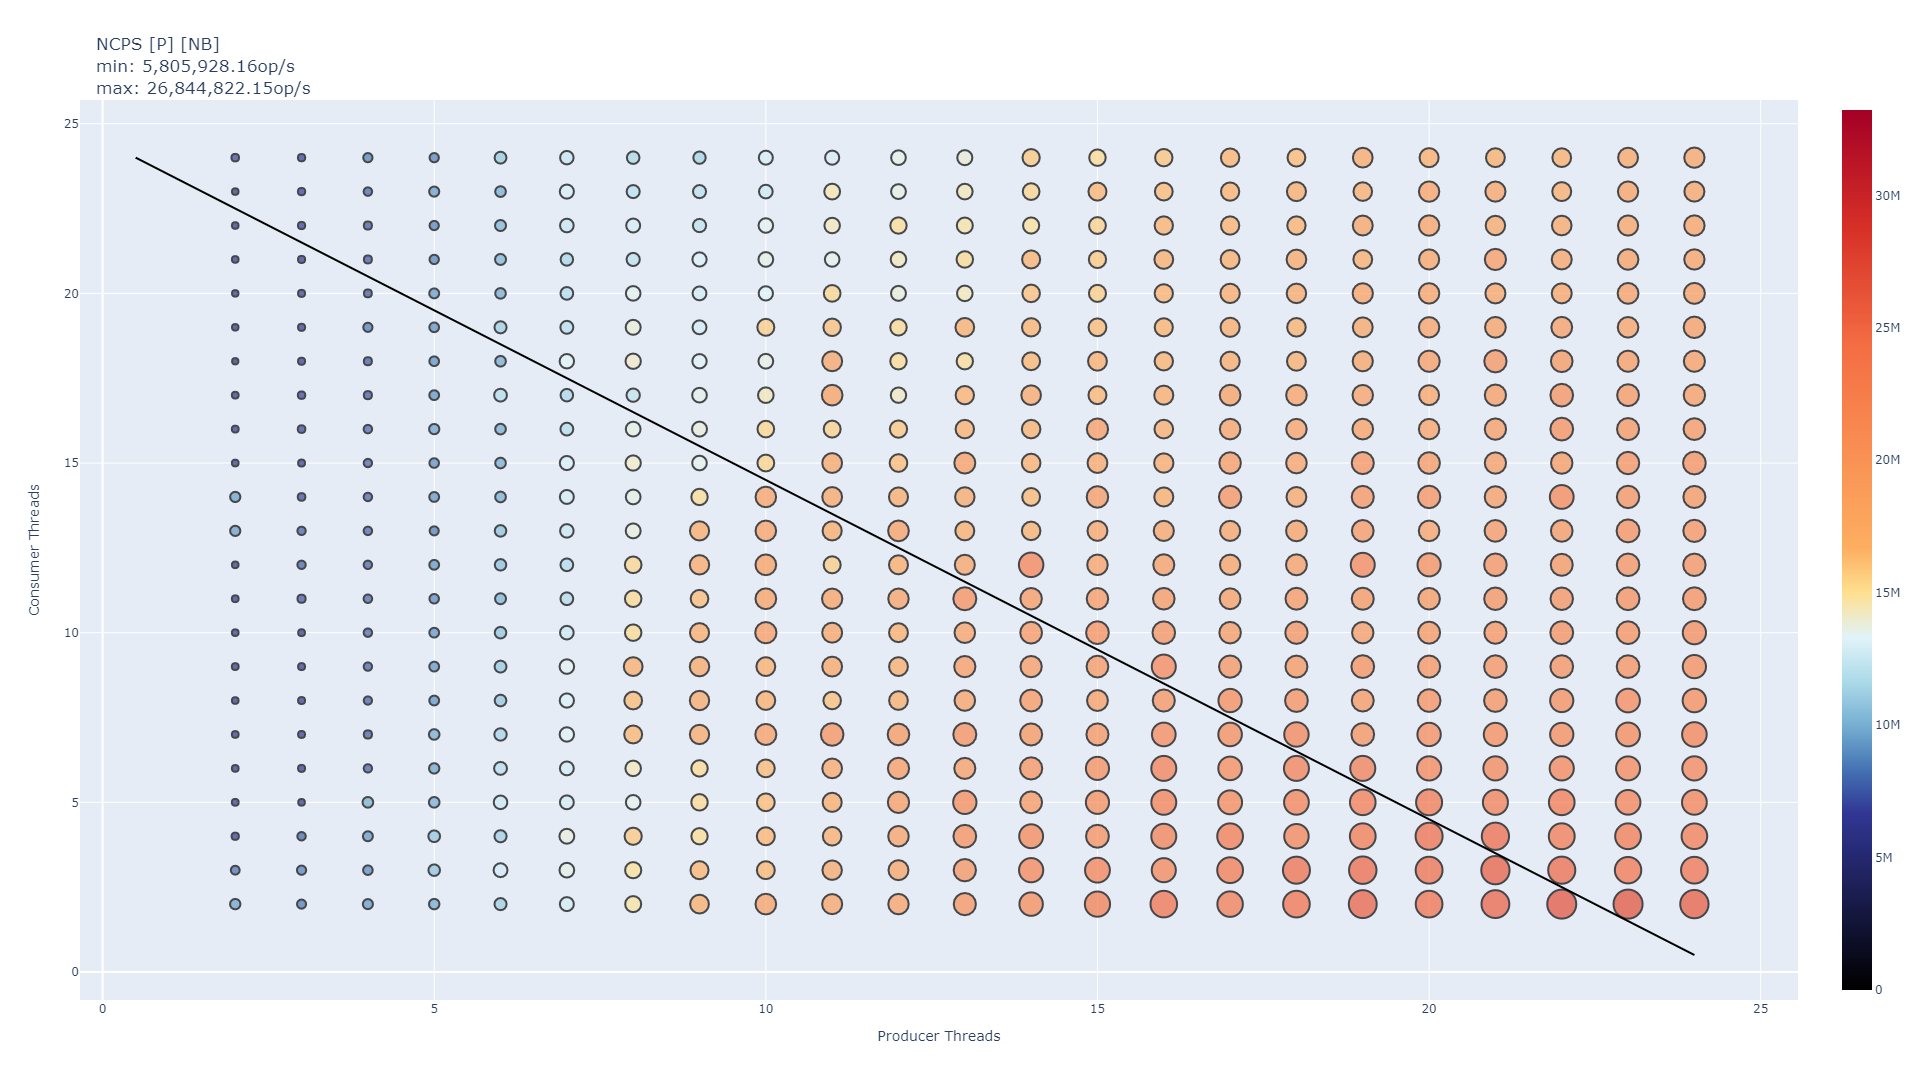 NCPS [P] [NB]
min: 5,805,928.16op/s
max: 26,844,822.15op/s
25
20
15
10
5
0
Consumer Threads
0
5
10
15
20
25
Producer Threads
30M
25M
20M
15M
10M
5M
0